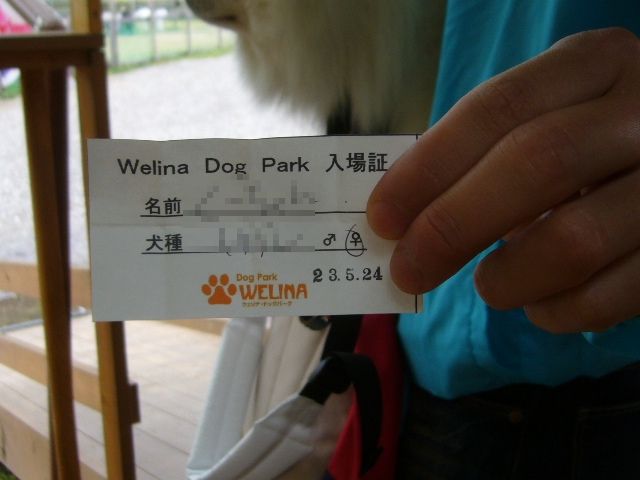 Welina Dog Park 入場証
名前
犬種 ♂ ♀
23.5.24
Dog Park
WELINA
ウェリナ・ドッグパーク